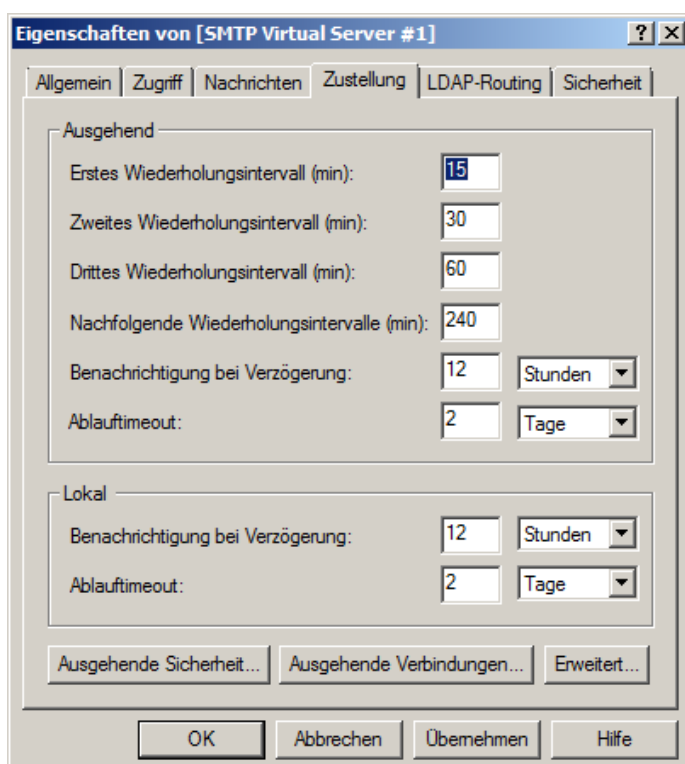 Eigenschaften von [SMTP Virtual Server #1]
Allgemein Zugriff Nachrichten Zustellung LDAP-Routing Sicherheit
Ausgehend
Erstes Wiederholungsintervall (min): 15
Zweites Wiederholungsintervall (min): 30
Drittes Wiederholungsintervall (min): 60
Nachfolgende Wiederholungsintervalle (min): 240
Benachrichtigung bei Verzögerung: 12 Stunden
Ablauftimeout: 2 Tage
Lokal
Benachrichtigung bei Verzögerung: 12 Stunden
Ablauftimeout: 2 Tage
Ausgehende Sicherheit... Ausgehende Verbindungen... Erweitert...
OK Abbrechen Übernehmen Hilfe